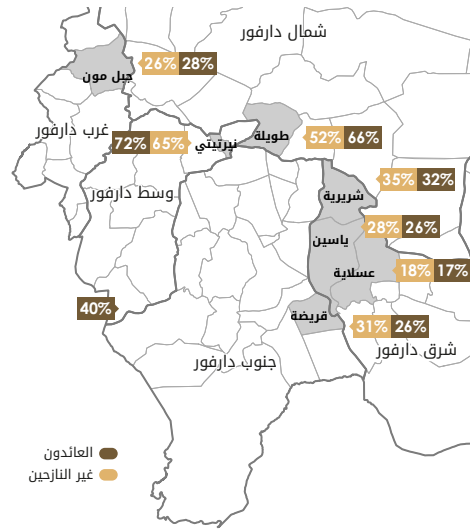 شمال دارفور
26% 28%
جبل مون
غرب دارفور
72% 65%
نيرتيتي
طويلة
52% 66%
وسط دارفور
شريرية
35% 32%
28% 26%
ياسين
عسلاية
18% 17%
40%
قريضة
31% 26%
شرق دارفور
جنوب دارفور
العائدون
غير النازحين